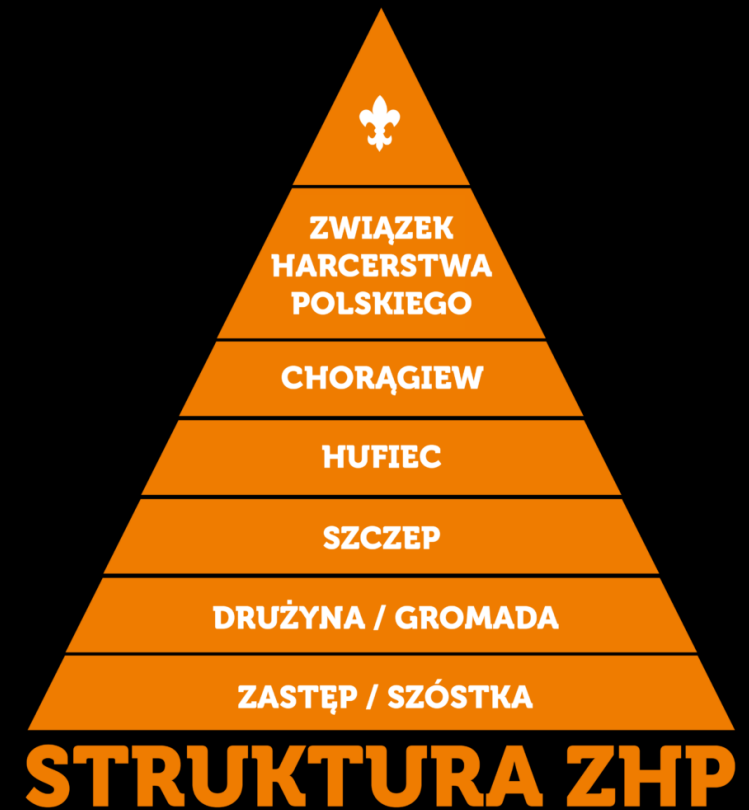 ZWIĄZEK
HARCERSTWA
POLSKIEGO
CHORĄGIEW
HUFIEC
SZCZEP
DRUŻYNA / GROMADA
ZASTĘP / SZÓSTKA
STRUKTURA ZHP